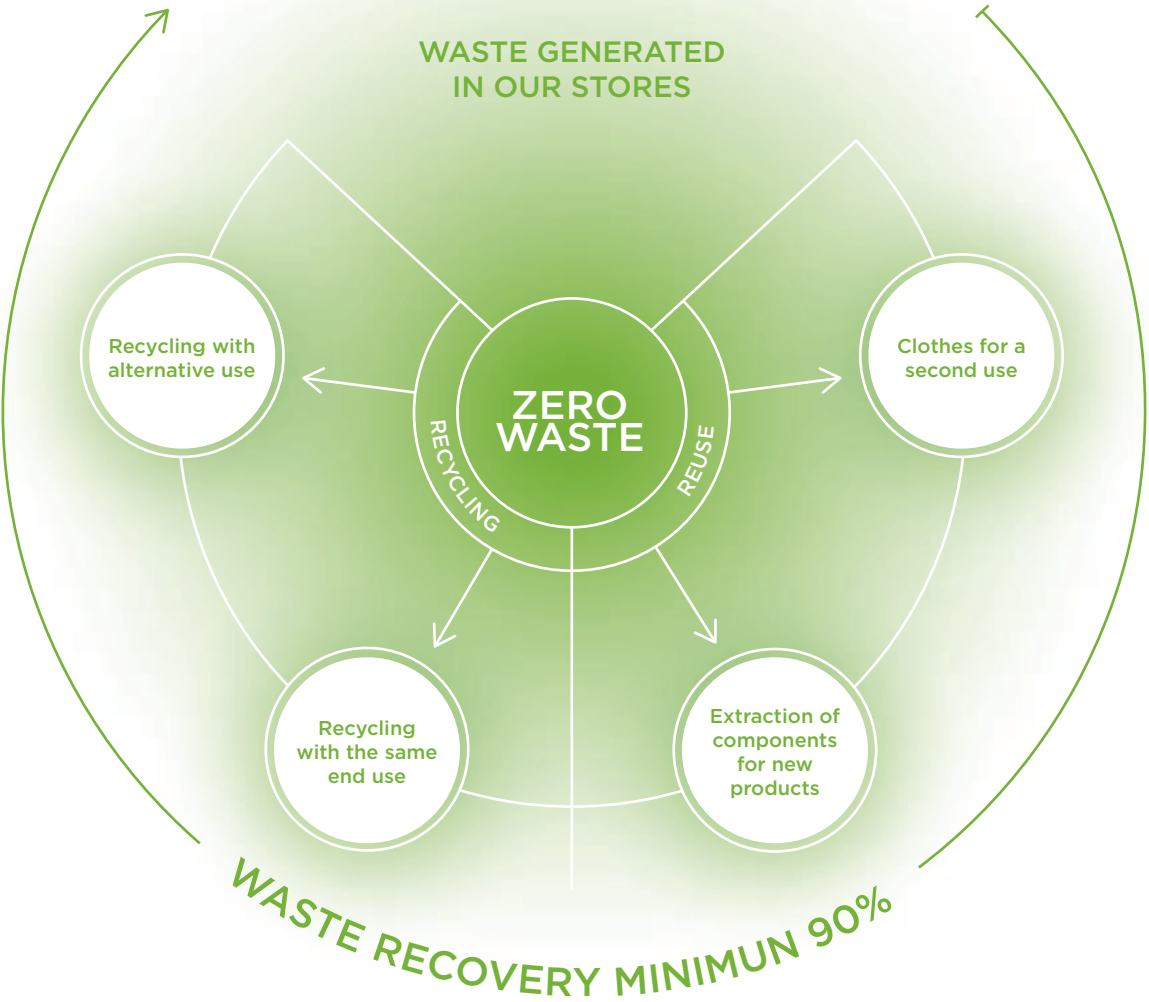 WASTE GENERATED
IN OUR STORES
Recycling with
alternative use
Clothes for a
second use
ZERO
WASTE
RECYCLING
REUSE
Recycling
with the same
end use
Extraction of
components
for new
products
WASTE RECOVERY MINIMUN 90%